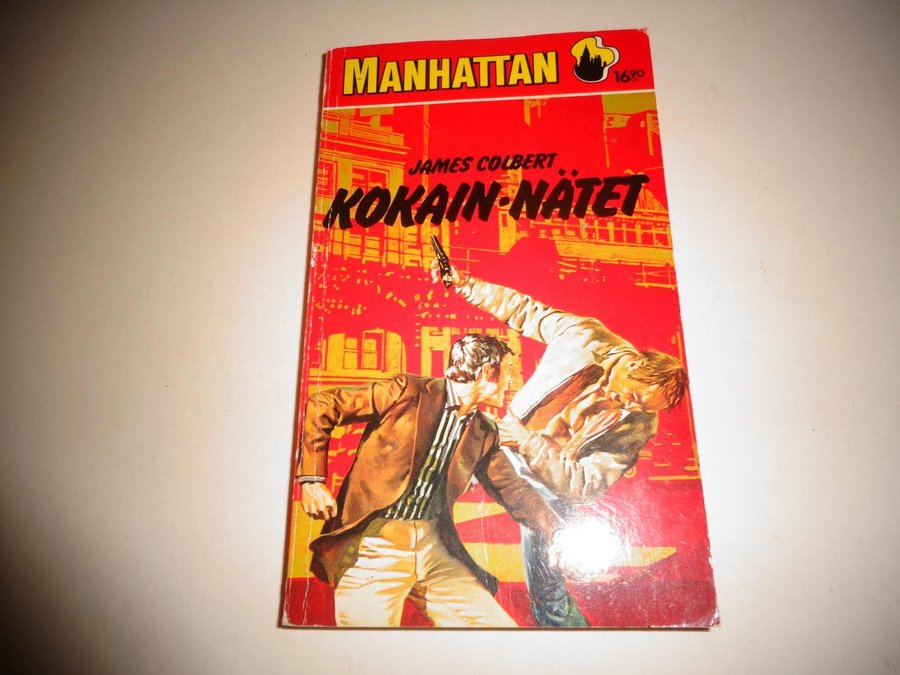 MANHATTAN
16.90
JAMES COLBERT
KOKAIN-NÄTET